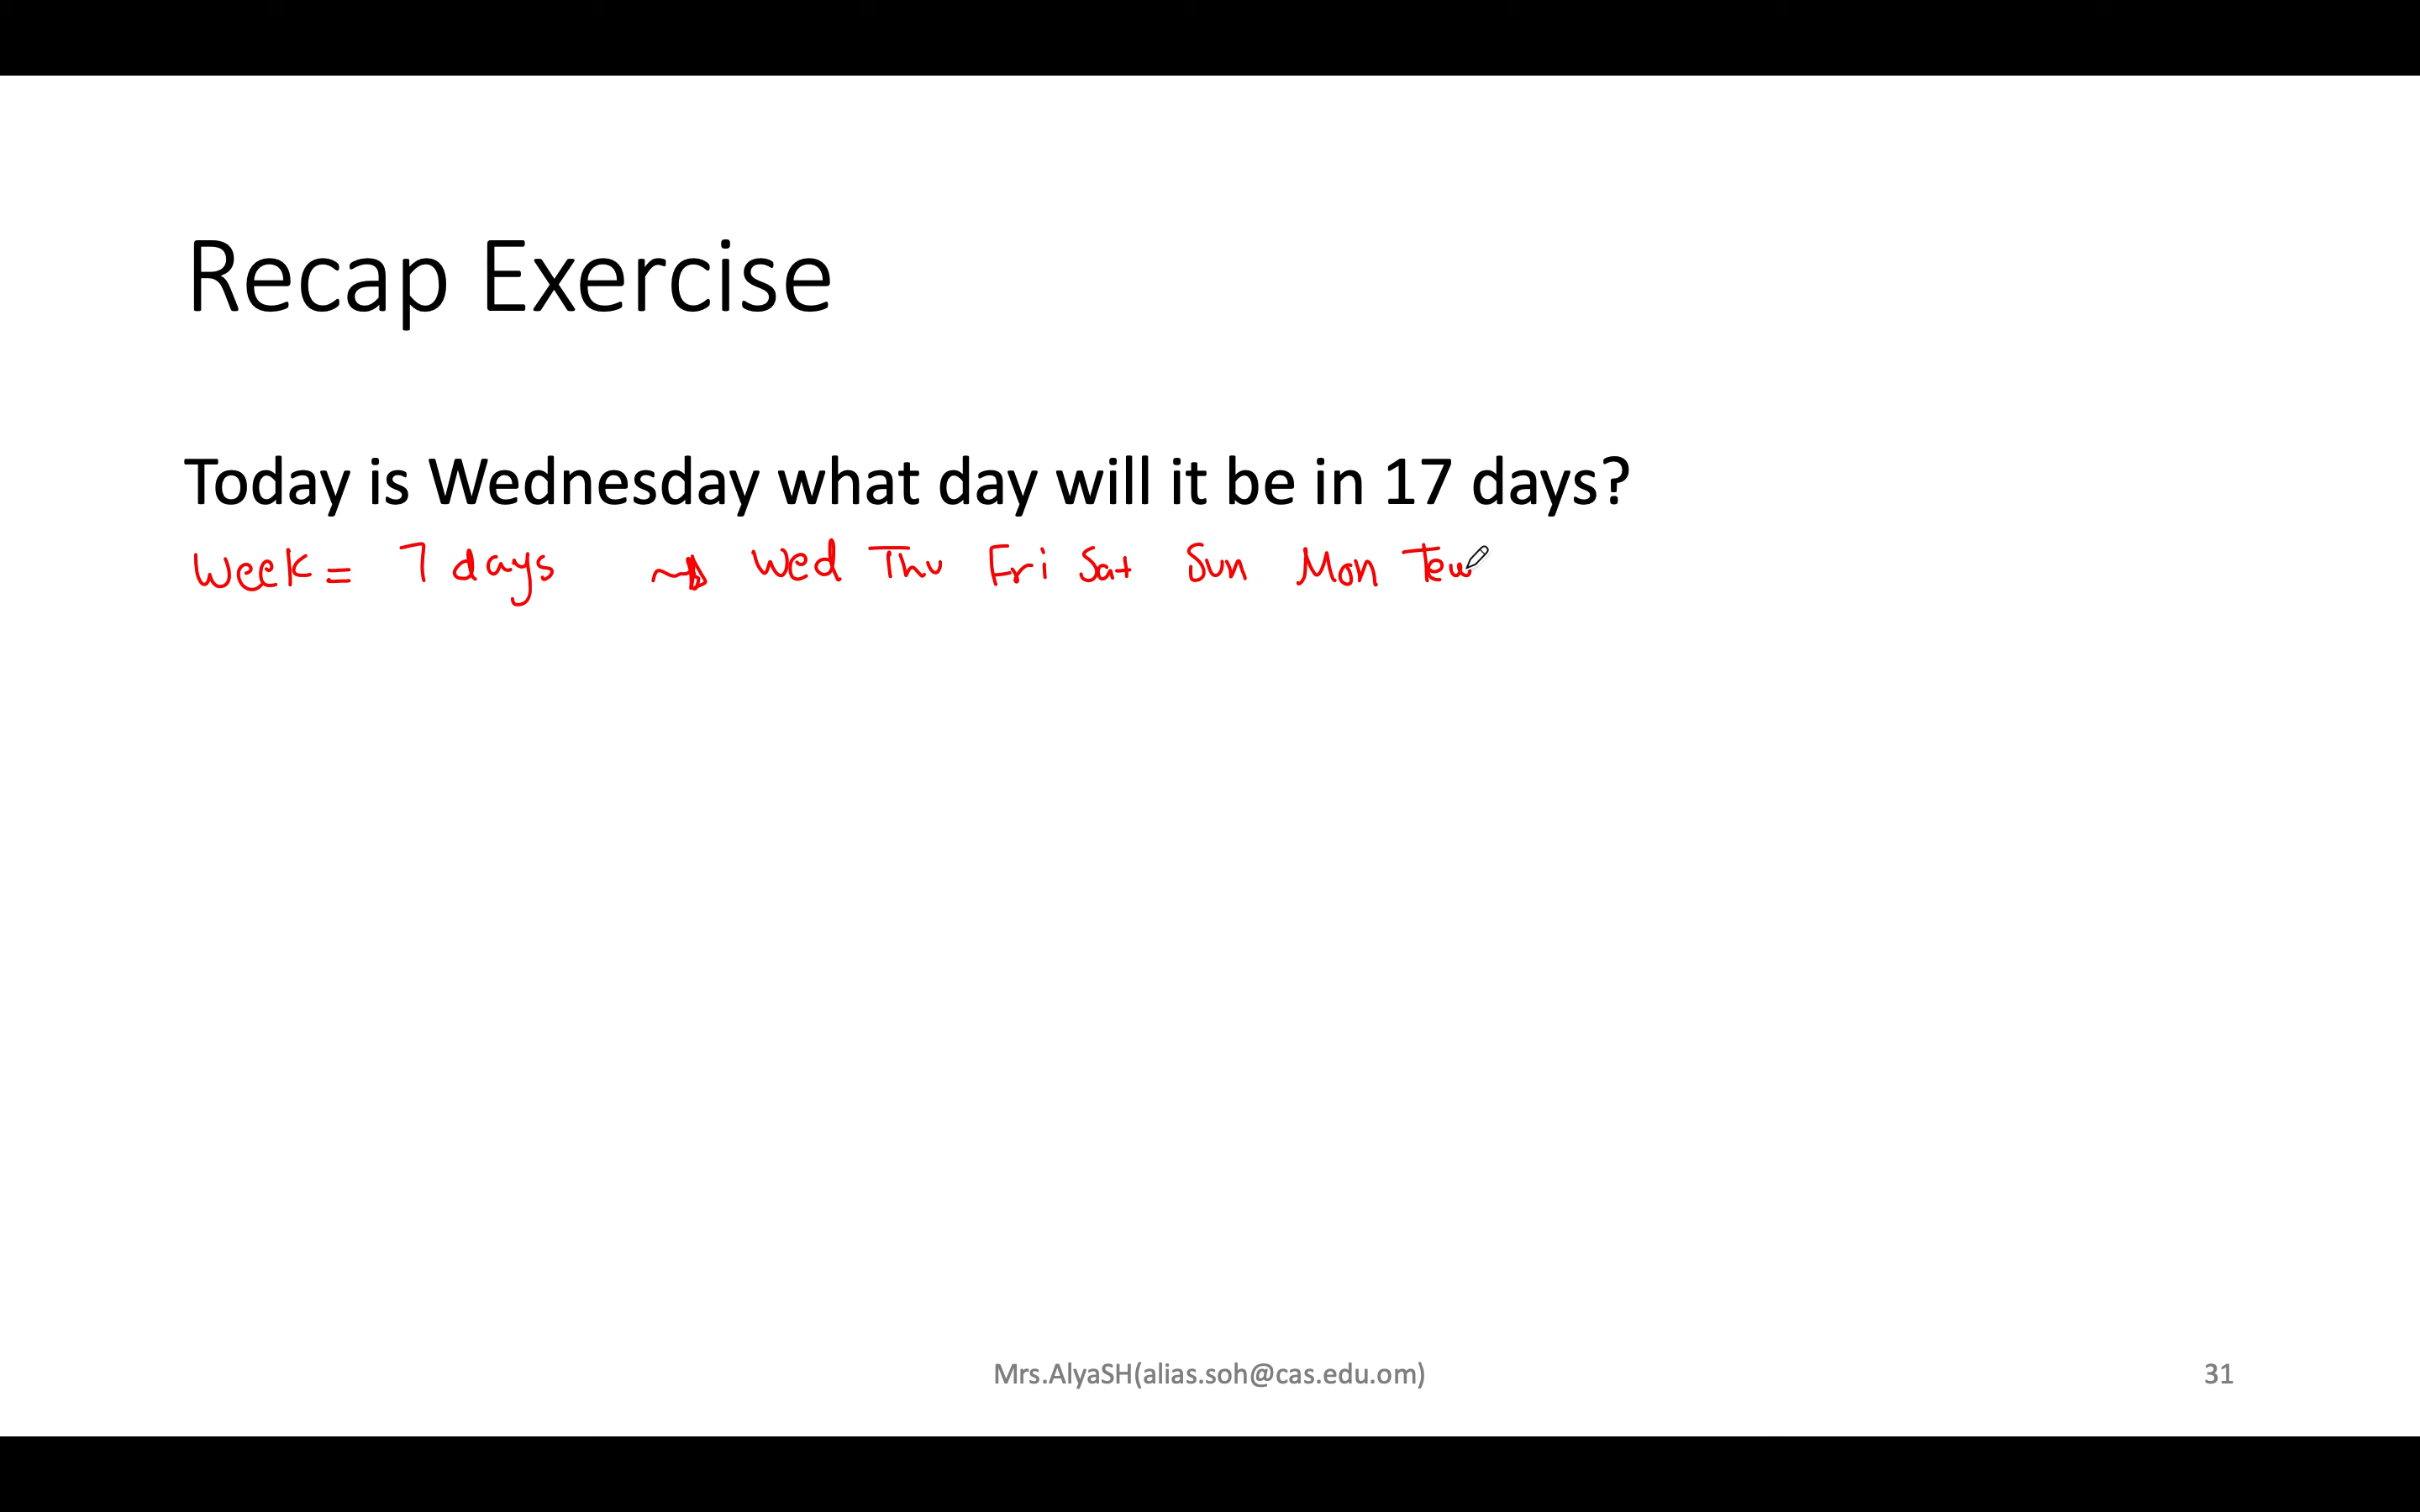 Recap Exercise
Today is Wednesday what day will it be in 17 days?
week = 7 days → Wed Thu Fri Sat Sun Mon Teu
Mrs.AlyaSH(alias.soh@cas.edu.om)
31